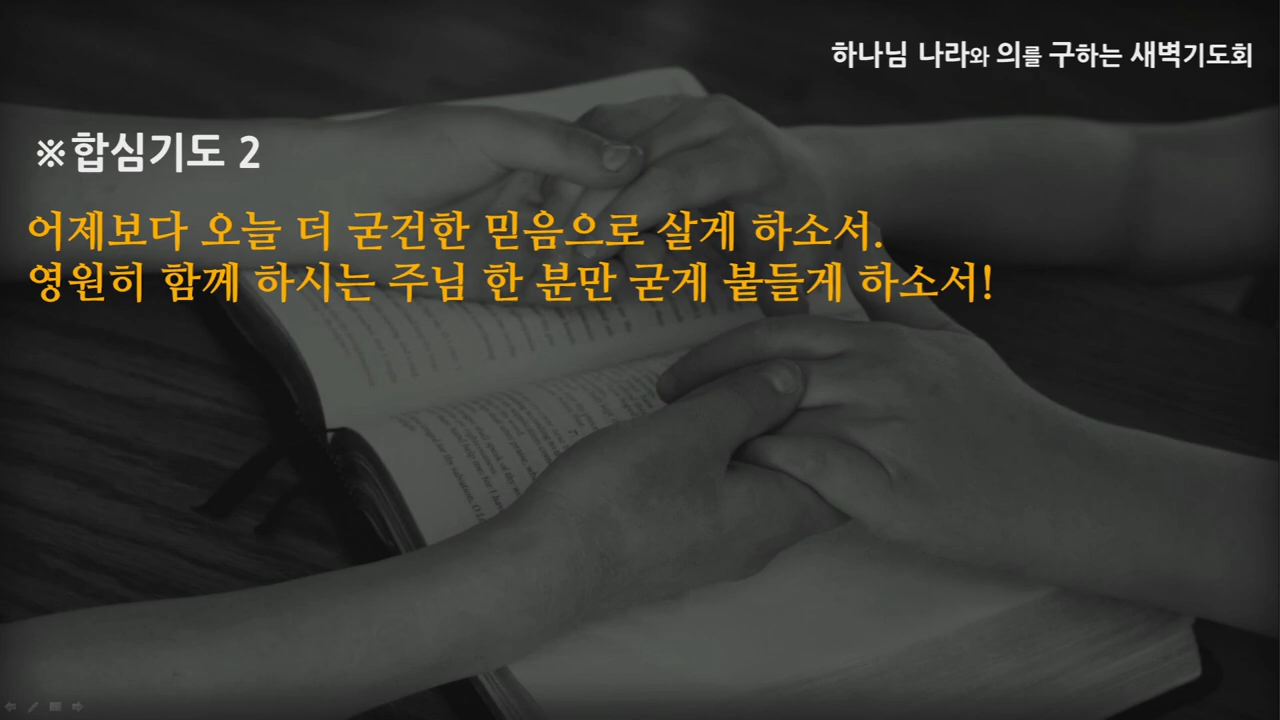 하나님 나라와 의를 구하는 새벽기도회
※합심기도 2
어제보다 오늘 더 굳건한 믿음으로 살게 하소서.
영원히 함께 하시는 주님 한 분만 굳게 붙들게 하소서!